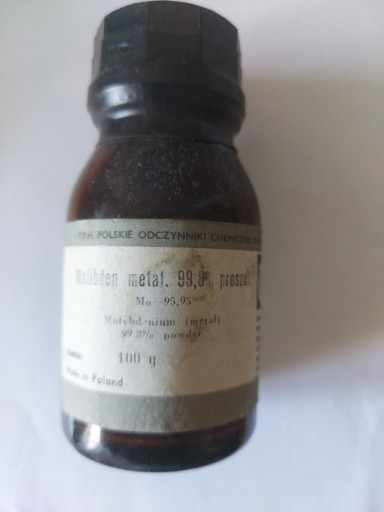 P.P.H. POLSKIE ODCZYNNIKI CHEMICZNE
Molibden metal. 99,8% proszek
Mo—95,95
Molybdenium (metal)
99,8% powder
100 g
Made in Poland